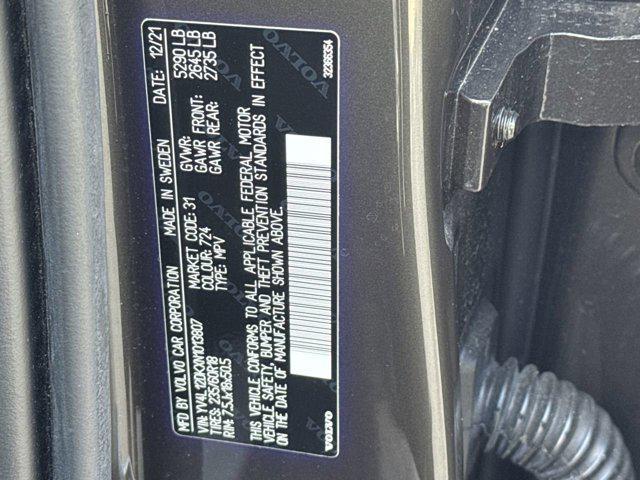 MFG BY VOLVO CAR CORPORATION MADE IN SWEDEN DATE: 12/21
VIN: YV4L12DK3N1013807 GVWR: 5290 LB
TIRES: 235/60R18 MARKET CODE: 31 GAWR FRONT: 2645 LB
RIM: 7.5Jx18x50.5 COLOUR: 724 GAWR REAR: 2735 LB
TYPE: MPV
THIS VEHICLE CONFORMS TO ALL APPLICABLE FEDERAL MOTOR
VEHICLE SAFETY, BUMPER AND THEFT PREVENTION STANDARDS IN EFFECT
ON THE DATE OF MANUFACTURE SHOWN ABOVE.
VOLVO 32366354